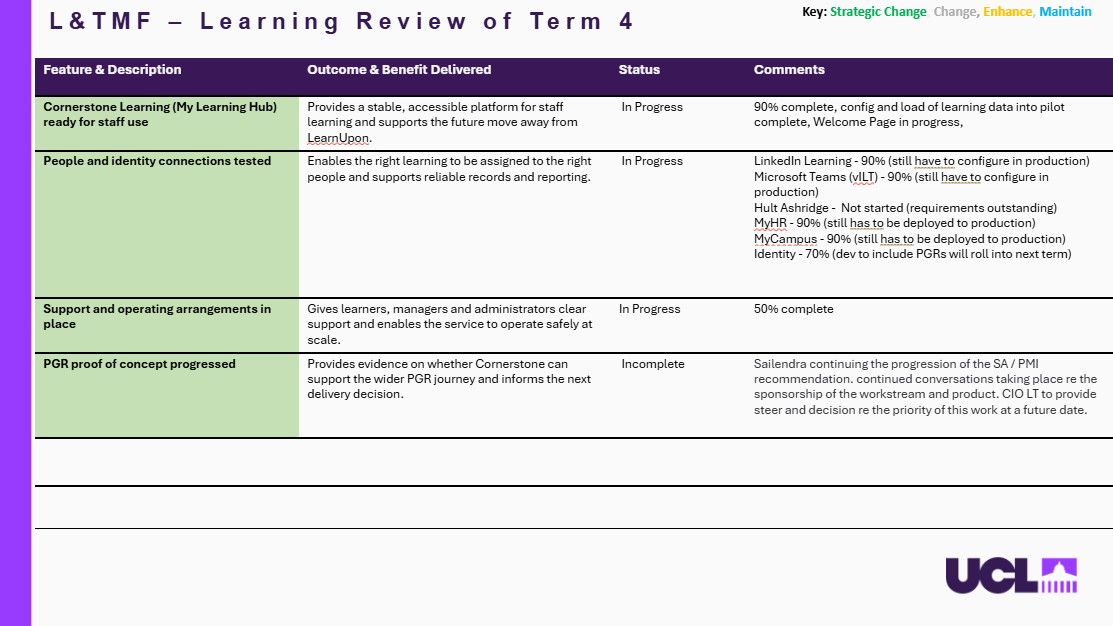 L&TMF – Learning Review of Term 4
Key: Strategic Change, Change, Enhance, Maintain
Feature & Description
Outcome & Benefit Delivered
Status
Comments
Cornerstone Learning (My Learning Hub)
ready for staff use
Provides a stable, accessible platform for staff
learning and supports the future move away from
LearnUpon.
In Progress
90% complete, config and load of learning data into pilot
complete, Welcome Page in progress,
People and identity connections tested
Enables the right learning to be assigned to the right
people and supports reliable records and reporting.
In Progress
LinkedIn Learning - 90% (still have to configure in production)
Microsoft Teams (vILT) - 90% (still have to configure in
production)
Hult Ashridge -  Not started (requirements outstanding)
MyHR - 90% (still has to be deployed to production)
MyCampus - 90% (still has to be deployed to production)
Identity - 70% (dev to include PGRs will roll into next term)
Support and operating arrangements in
place
Gives learners, managers and administrators clear
support and enables the service to operate safely at
scale.
In Progress
50% complete
PGR proof of concept progressed
Provides evidence on whether Cornerstone can
support the wider PGR journey and informs the next
delivery decision.
Incomplete
Sailendra continuing the progression of the SA / PMI
recommendation. continued conversations taking place re the
sponsorship of the workstream and product. CIO LT to provide
steer and decision re the priority of this work at a future date.
UCL